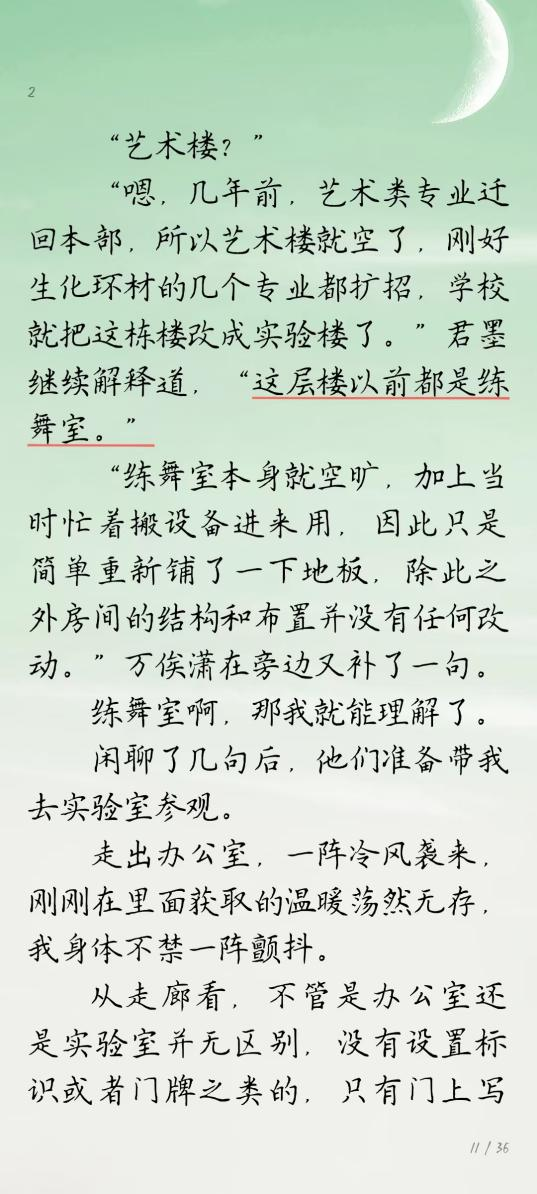 2
“艺术楼？”
“嗯，几年前，艺术类专业迁
回本部，所以艺术楼就空了，刚好
生化环材的几个专业都扩招，学校
就把这栋楼改成实验楼了。”君墨
继续解释道，“这层楼以前都是练
舞室。”
“练舞室本身就空旷，加上当
时忙着搬设备进来用，因此只是
简单重新铺了一下地板，除此之
外房间的结构和布置并没有任何改
动。”万俟潇在旁边又补了一句。
练舞室啊，那我就能理解了。
闲聊了几句后，他们准备带我
去实验室参观。
走出办公室，一阵冷风袭来，
刚刚在里面获取的温暖荡然无存，
我身体不禁一阵颤抖。
从走廊看，不管是办公室还
是实验室并无区别，没有设置标
识或者门牌之类的，只有门上写
11 / 36